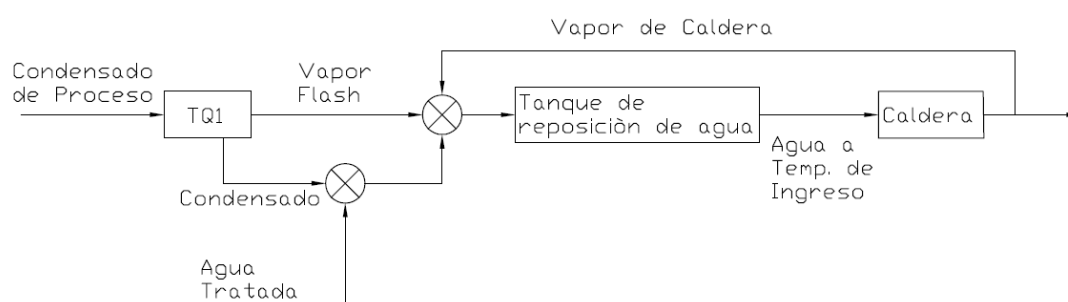 Vapor de Caldera
Condensado
de Proceso
Vapor
Flash
TQ1
Tanque de
reposiciòn de agua
Caldera
Agua a
Temp. de
Ingreso
Condensado
Agua
Tratada